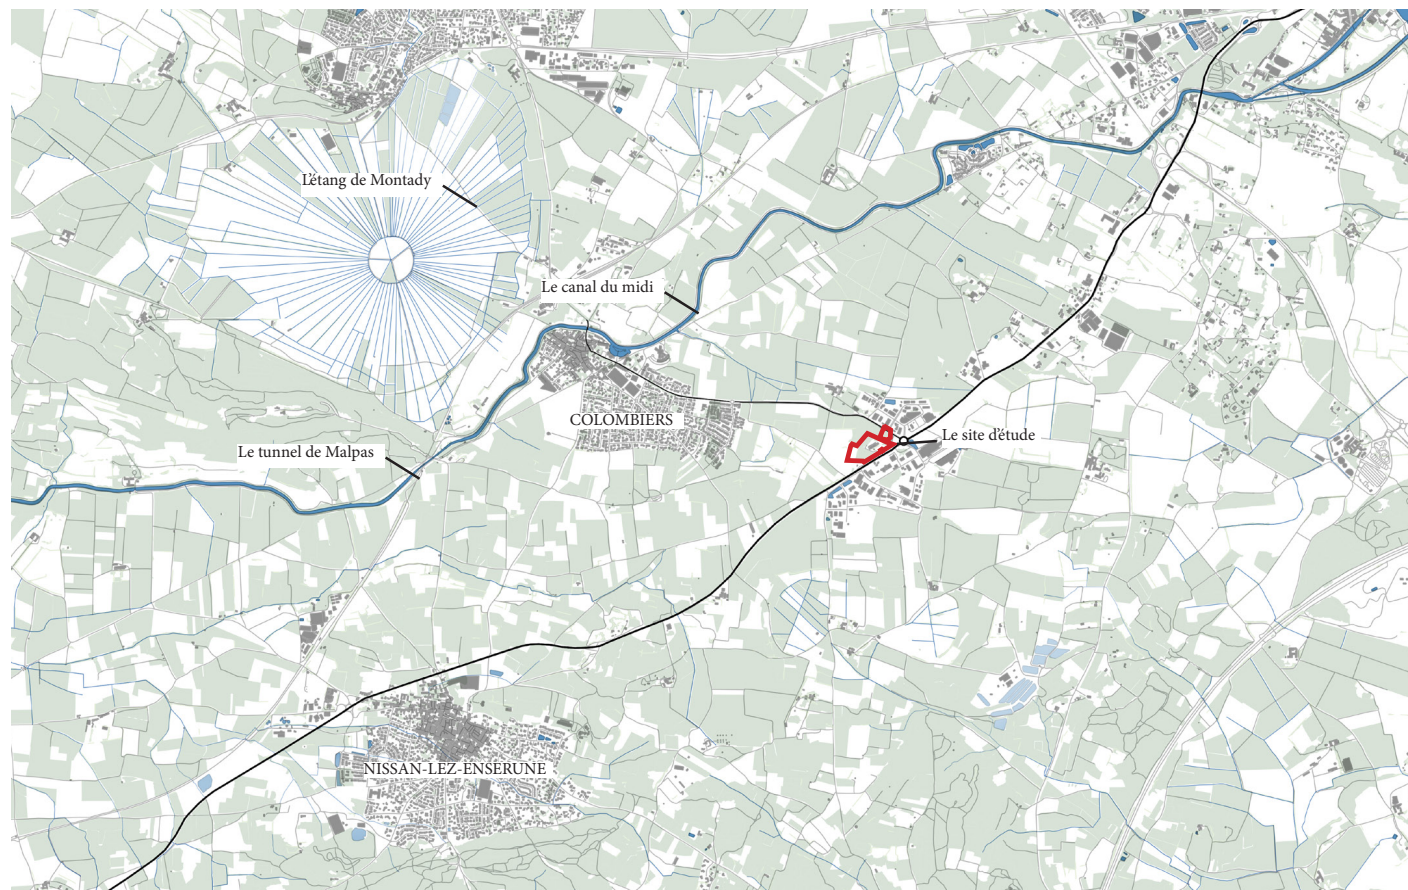 L'étang de Montady
Le canal du midi
COLOMBIERS
Le site d'étude
Le tunnel de Malpas
NISSAN-LEZ-ENSERUNE